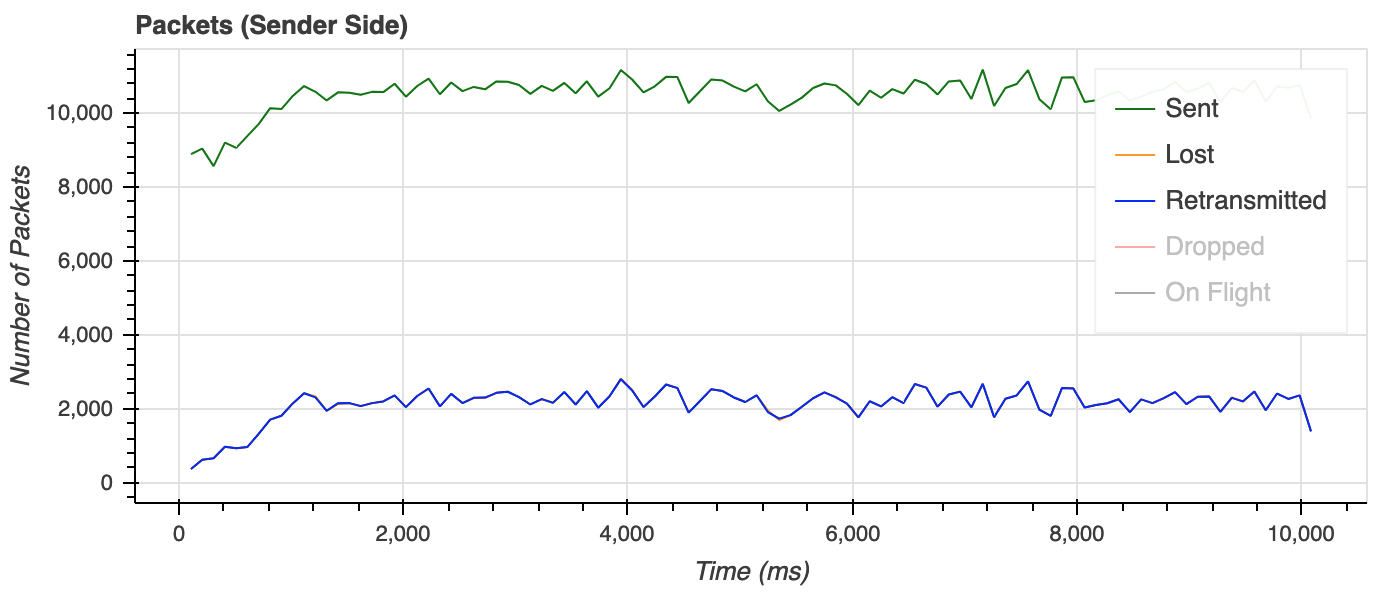 Packets (Sender Side)
Number of Packets
10,000
8,000
6,000
4,000
2,000
0
Sent
Lost
Retransmitted
Dropped
On Flight
0
2,000
4,000
6,000
8,000
10,000
Time (ms)